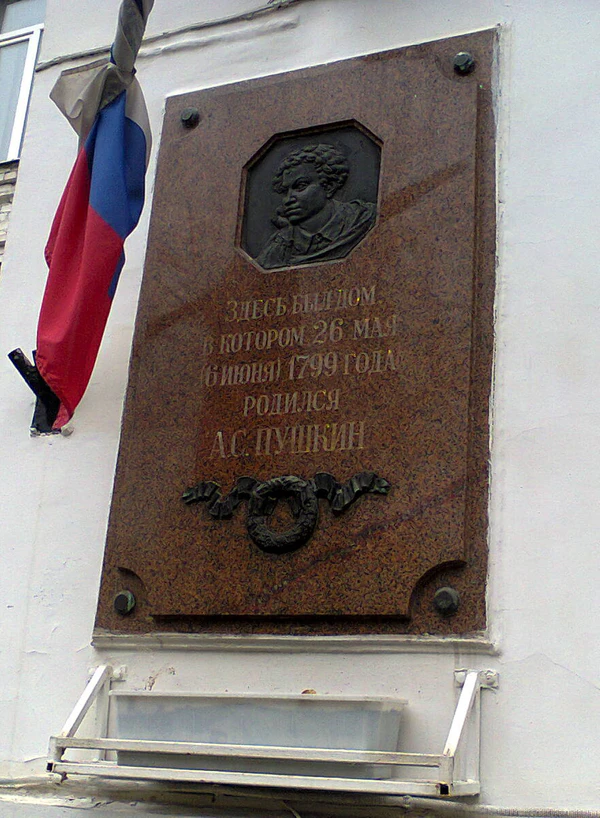 ЗДЕСЬ БЫЛ ДОМ,
В КОТОРОМ 26 МАЯ
(6 ИЮНЯ) 1799 ГОДА
РОДИЛСЯ
А.С. ПУШКИН